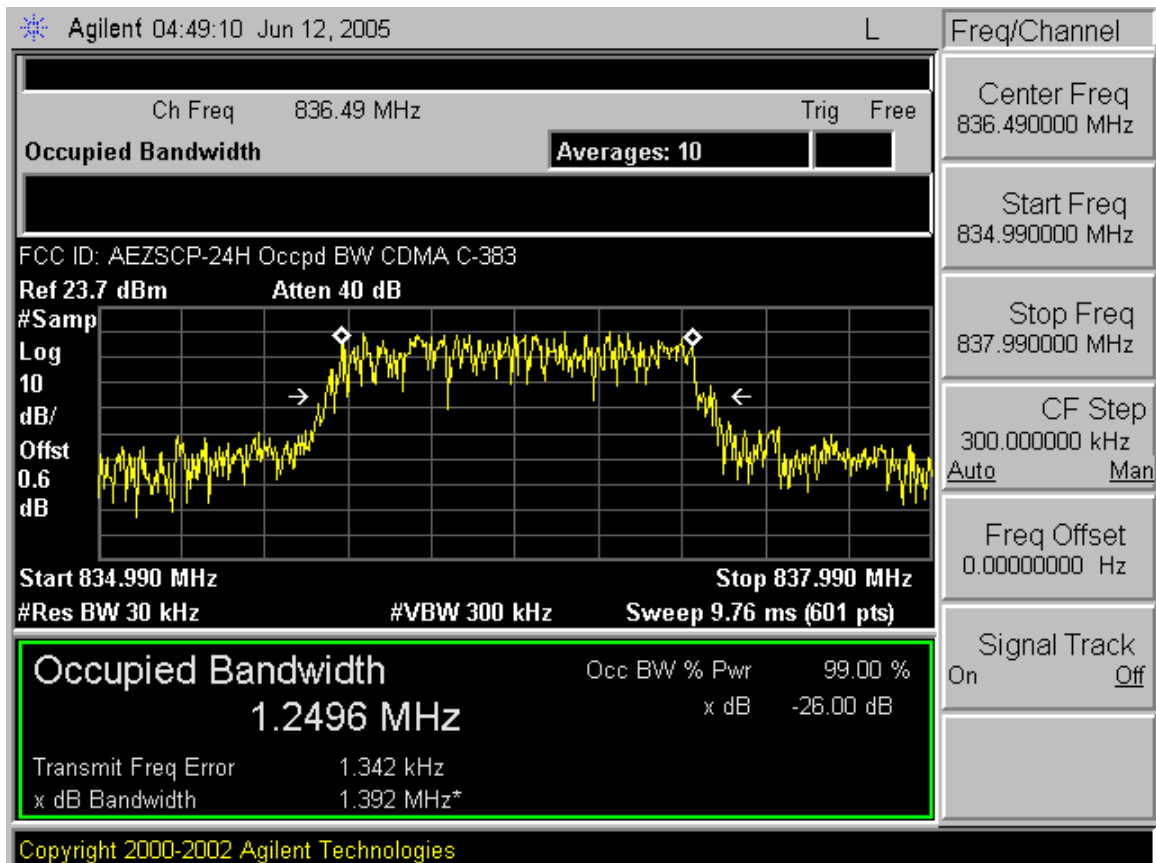 Agilent 04:49:10 Jun 12, 2005 L
Freq/Channel
Ch Freq 836.49 MHz Trig Free
Occupied Bandwidth Averages: 10
FCC ID: AEZSCP-24H Occpd BW CDMA C-383
Ref 23.7 dBm Atten 40 dB
#Samp
Log
10
dB/
Offst
0.6
dB
Start 834.990 MHz Stop 837.990 MHz
#Res BW 30 kHz #VBW 300 kHz Sweep 9.76 ms (601 pts)
Occupied Bandwidth
1.2496 MHz
Occ BW % Pwr 99.00 %
x dB -26.00 dB
Transmit Freq Error 1.342 kHz
x dB Bandwidth 1.392 MHz*
Center Freq
836.490000 MHz
Start Freq
834.990000 MHz
Stop Freq
837.990000 MHz
CF Step
300.000000 kHz
Auto Man
Freq Offset
0.00000000 Hz
Signal Track
On Off
Copyright 2000-2002 Agilent Technologies